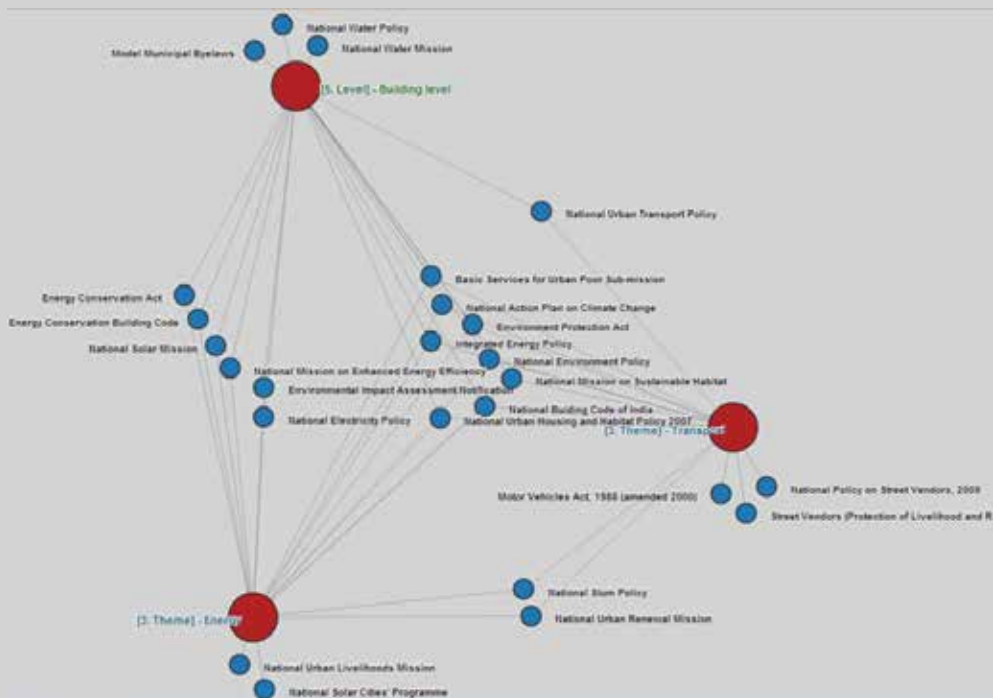 National Water Policy
National Water Mission
Model Municipal Byelaws
[5. Level] - Building level
National Urban Transport Policy
Basic Services for Urban Poor Sub-mission
Energy Conservation Act
National Action Plan on Climate Change
Energy Conservation Building Code
Environment Protection Act
National Solar Mission
Integrated Energy Policy
National Environment Policy
National Mission on Enhanced Energy Efficiency
National Mission on Sustainable Habitat
Environmental Impact Assessment Notification
National Buiding Code of India
National Electricity Policy
National Urban Housing and Habitat Policy 2007
[3. Theme] - Transport
National Policy on Street Vendors, 2009
Motor Vehicles Act, 1988 (amended 2000)
Street Vendors (Protection of Livelihood and R
National Slum Policy
National Urban Renewal Mission
[3. Theme] - Energy
National Urban Livelihoods Mission
National Solar Cities' Programme